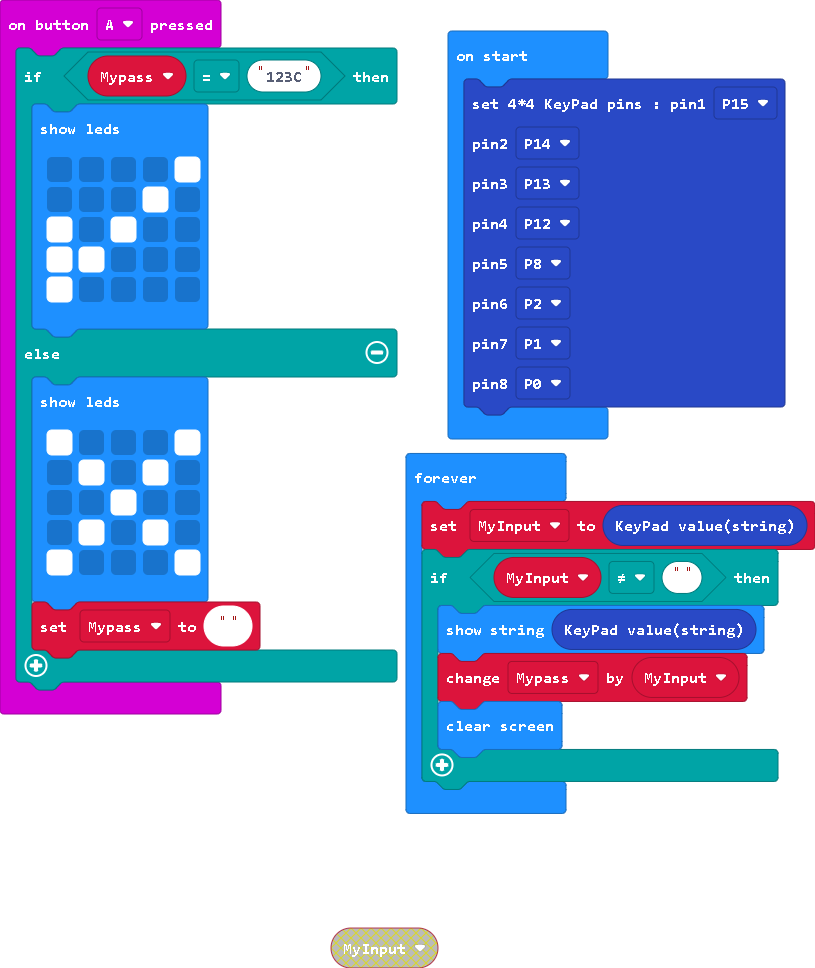 on button A pressed
if Mypass = "123C" then
show leds
else
show leds
set Mypass to " "
on start
set 4*4 KeyPad pins : pin1 P15
pin2 P14
pin3 P13
pin4 P12
pin5 P8
pin6 P2
pin7 P1
pin8 P0
forever
set MyInput to KeyPad value(string)
if MyInput ≠ " " then
show string KeyPad value(string)
change Mypass by MyInput
clear screen
MyInput